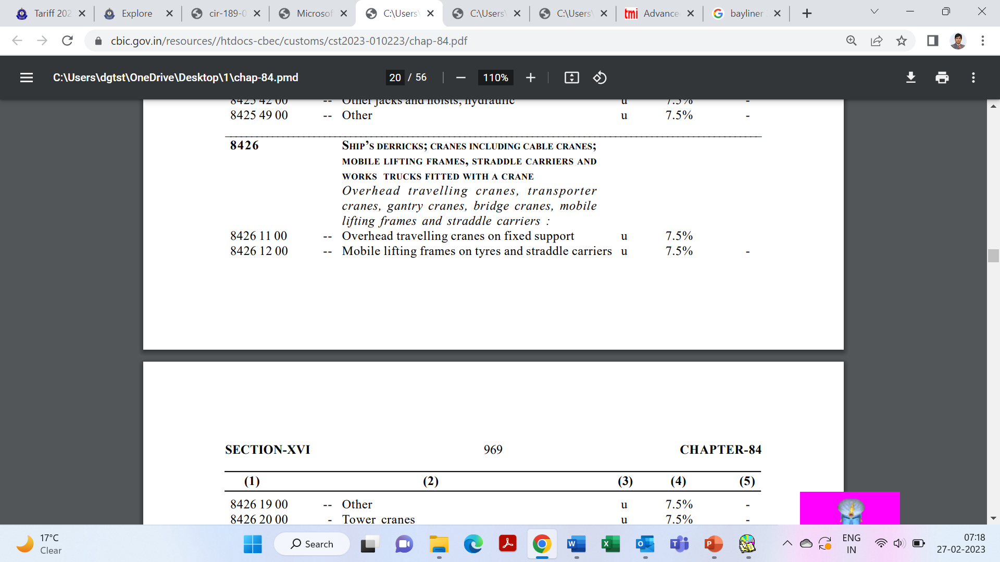 Tariff 202
Explore
cir-189-0
Microsof
C:\Users\
C:\Users\
C:\Users\
tmi Advance
G bayliner
cbic.gov.in/resources//htdocs-cbec/customs/cst2023-010223/chap-84.pdf
C:\Users\dgtst\OneDrive\Desktop\1\chap-84.pmd
20 / 56
110%
8425 42 00 -- Other jacks and hoists, hydraulic u 7.5% -
8425 49 00 -- Other u 7.5% -
8426 SHIP'S DERRICKS; CRANES INCLUDING CABLE CRANES;
MOBILE LIFTING FRAMES, STRADDLE CARRIERS AND
WORKS TRUCKS FITTED WITH A CRANE
Overhead travelling cranes, transporter
cranes, gantry cranes, bridge cranes, mobile
lifting frames and straddle carriers :
8426 11 00 -- Overhead travelling cranes on fixed support u 7.5%
8426 12 00 -- Mobile lifting frames on tyres and straddle carriers u 7.5% -
SECTION-XVI 969 CHAPTER-84
(1) (2) (3) (4) (5)
8426 19 00 -- Other u 7.5% -
8426 20 00 - Tower cranes u 7.5% -
17°C
Clear
Search
ENG
IN
07:18
27-02-2023